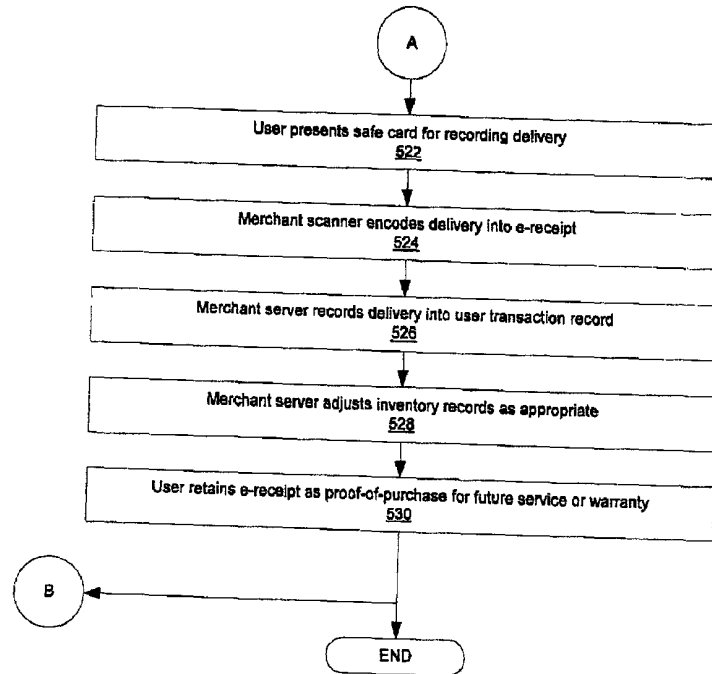 A
User presents safe card for recording delivery
522
Merchant scanner encodes delivery into e-receipt
524
Merchant server records delivery into user transaction record
526
Merchant server adjusts inventory records as appropriate
528
User retains e-receipt as proof-of-purchase for future service or warranty
530
B
END